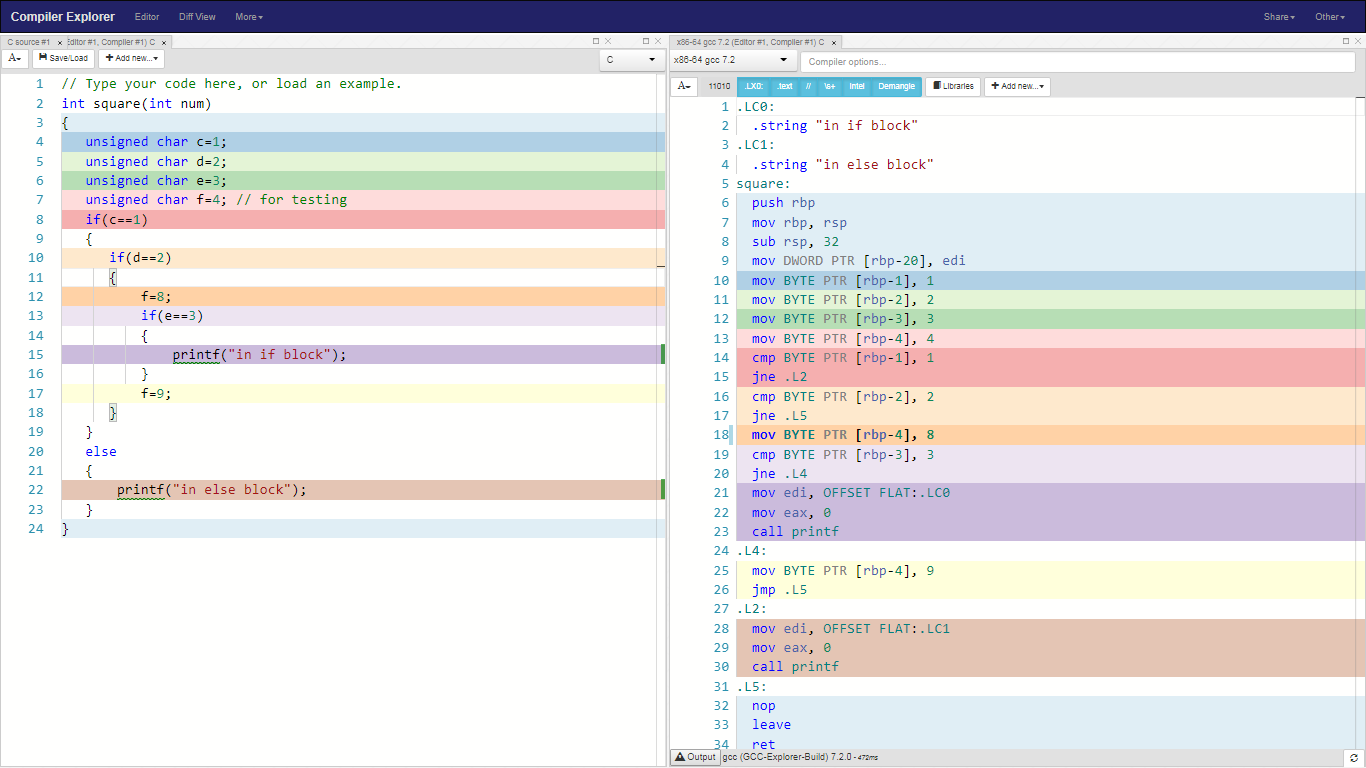 Compiler Explorer Editor Diff View More Share Other
C source #1 × Editor #1, Compiler #1) C ×
A Save/Load Add new... C
1 // Type your code here, or load an example.
2 int square(int num)
3 {
4 unsigned char c=1;
5 unsigned char d=2;
6 unsigned char e=3;
7 unsigned char f=4; // for testing
8 if(c==1)
9 {
10 if(d==2)
11 {
12 f=8;
13 if(e==3)
14 {
15 printf("in if block");
16 }
17 f=9;
18 }
19 }
20 else
21 {
22 printf("in else block");
23 }
24 }
x86-64 gcc 7.2 (Editor #1, Compiler #1) C ×
x86-64 gcc 7.2 Compiler options...
A 11010 .LX0: .text // \s+ Intel Demangle Libraries Add new...
1 .LC0:
2 .string "in if block"
3 .LC1:
4 .string "in else block"
5 square:
6 push rbp
7 mov rbp, rsp
8 sub rsp, 32
9 mov DWORD PTR [rbp-20], edi
10 mov BYTE PTR [rbp-1], 1
11 mov BYTE PTR [rbp-2], 2
12 mov BYTE PTR [rbp-3], 3
13 mov BYTE PTR [rbp-4], 4
14 cmp BYTE PTR [rbp-1], 1
15 jne .L2
16 cmp BYTE PTR [rbp-2], 2
17 jne .L5
18 mov BYTE PTR [rbp-4], 8
19 cmp BYTE PTR [rbp-3], 3
20 jne .L4
21 mov edi, OFFSET FLAT:.LC0
22 mov eax, 0
23 call printf
24 .L4:
25 mov BYTE PTR [rbp-4], 9
26 jmp .L5
27 .L2:
28 mov edi, OFFSET FLAT:.LC1
29 mov eax, 0
30 call printf
31 .L5:
32 nop
33 leave
34 ret
Output gcc (GCC-Explorer-Build) 7.2.0 - 472ms